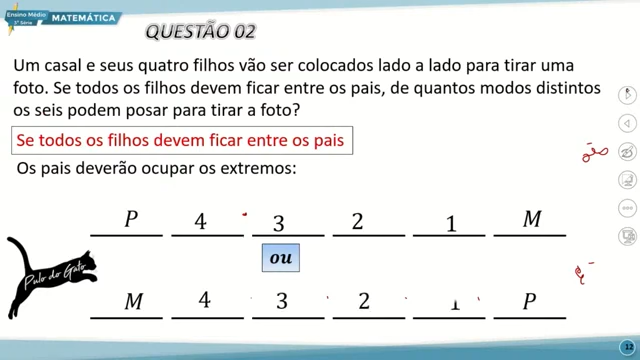 Ensino Médio
3ª Série
MATEMÁTICA
QUESTÃO 02
Um casal e seus quatro filhos vão ser colocados lado a lado para tirar uma
foto. Se todos os filhos devem ficar entre os pais, de quantos modos distintos
os seis podem posar para tirar a foto?
Se todos os filhos devem ficar entre os pais
Os pais deverão ocupar os extremos:
P 4 3 2 1 M
ou
Pulo do Gato
M 4 3 2 1 P
12